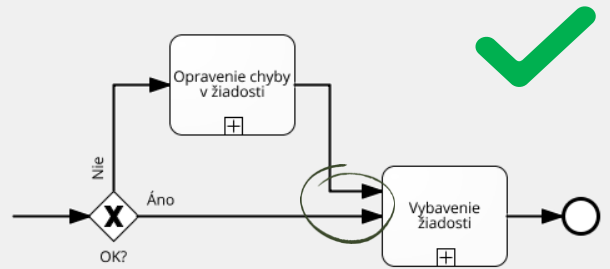 Opravenie chyby
v žiadosti
Nie
Áno
OK?
Vybavenie
žiadosti